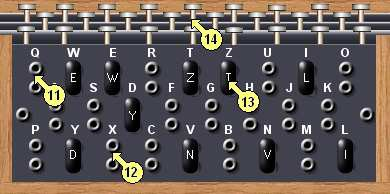 14
Q W E R T Z U I O
E W Z T L
11 13
S D F G H J K
Y
P Y X C V B N M L
D N V I
12